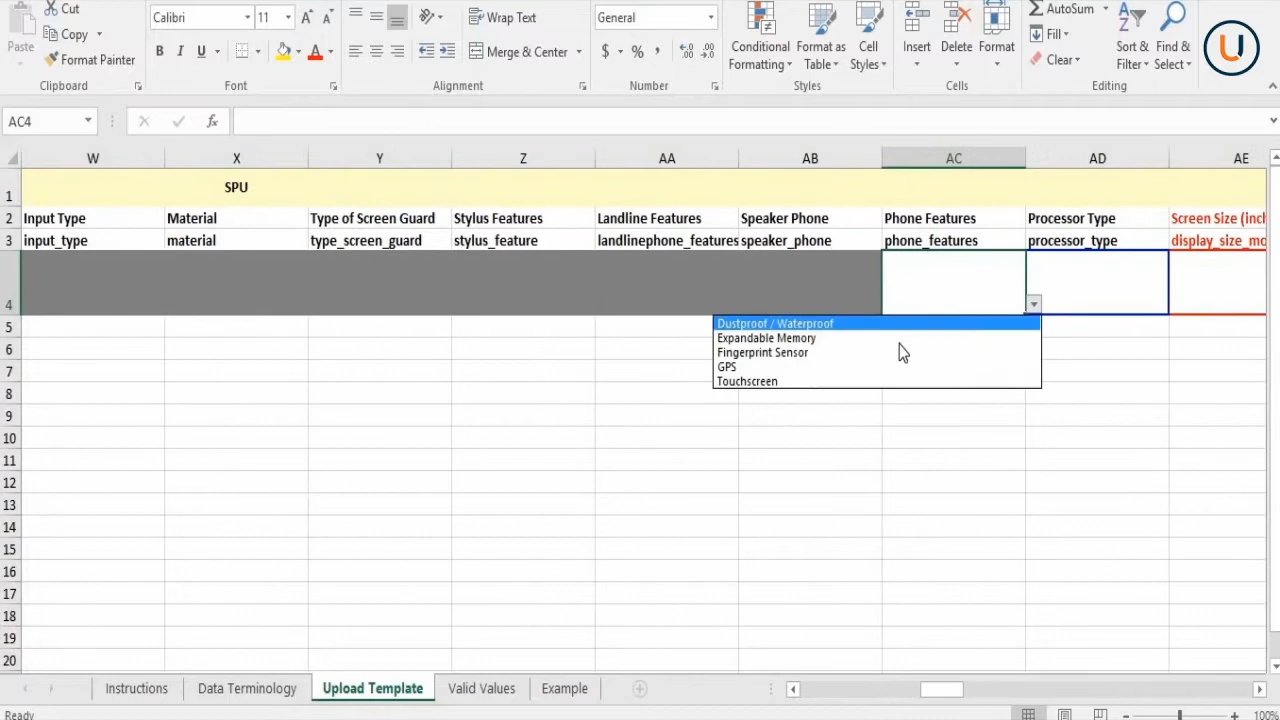 Cut
Calibri 11
Wrap Text
General
AutoSum
Paste
Copy
Fill
Format Painter
B I U
Merge & Center
$ % ,
Conditional Formatting
Format as Table
Cell Styles
Insert
Delete
Format
Clear
Sort & Filter
Find & Select
Clipboard
Font
Alignment
Number
Styles
Cells
Editing
AC4
fx
W X Y Z AA AB AC AD AE
1 SPU
2 Input Type Material Type of Screen Guard Stylus Features Landline Features Speaker Phone Phone Features Processor Type Screen Size (incl
3 input_type material type_screen_guard stylus_feature landlinephone_features speaker_phone phone_features processor_type display_size_mo
4
5
Dustproof / Waterproof
Expandable Memory
Fingerprint Sensor
GPS
Touchscreen
6
7
8
9
10
11
12
13
14
15
16
17
18
19
20
Instructions Data Terminology Upload Template Valid Values Example
Ready
100%